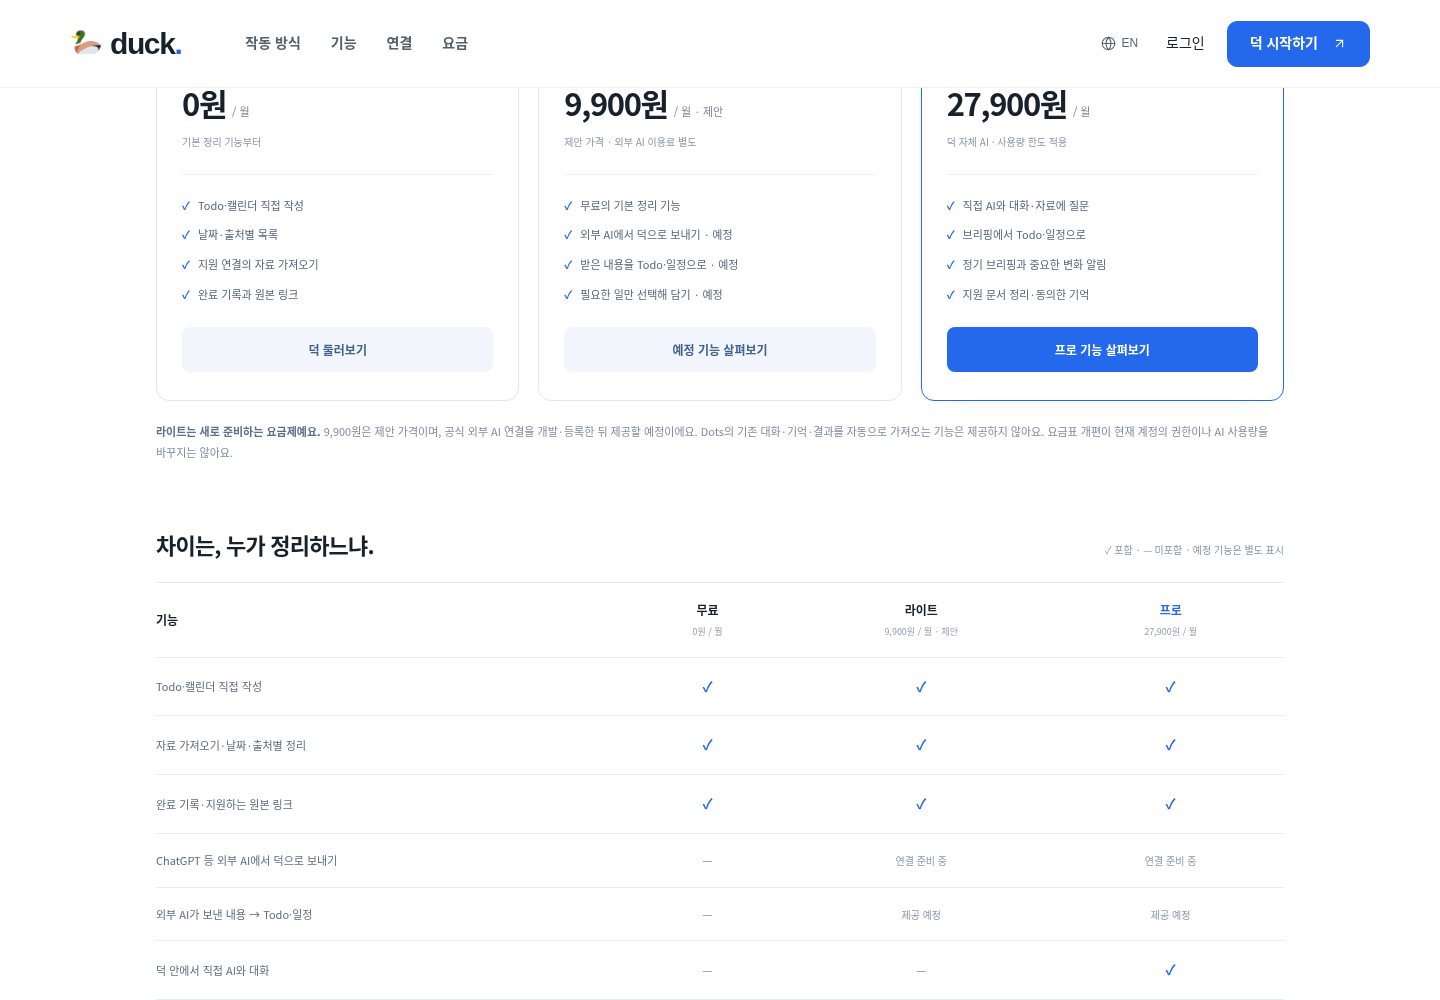 duck.
작동 방식
기능
연결
요금
EN
로그인
덕 시작하기
0원 / 월
기본 정리 기능부터
✓ Todo·캘린더 직접 작성
✓ 날짜·출처별 목록
✓ 지원 연결의 자료 가져오기
✓ 완료 기록과 원본 링크
덕 둘러보기
9,900원 / 월 · 제안
제안 가격 · 외부 AI 이용료 별도
✓ 무료의 기본 정리 기능
✓ 외부 AI에서 덕으로 보내기 · 예정
✓ 받은 내용을 Todo·일정으로 · 예정
✓ 필요한 일만 선택해 담기 · 예정
예정 기능 살펴보기
27,900원 / 월
덕 자체 AI · 사용량 한도 적용
✓ 직접 AI와 대화·자료에 질문
✓ 브리핑에서 Todo·일정으로
✓ 정기 브리핑과 중요한 변화 알림
✓ 지원 문서 정리·동의한 기억
프로 기능 살펴보기
라이트는 새로 준비하는 요금제예요. 9,900원은 제안 가격이며, 공식 외부 AI 연결을 개발·등록한 뒤 제공할 예정이에요. Dots의 기존 대화·기억·결과를 자동으로 가져오는 기능은 제공하지 않아요. 요금표 개편이 현재 계정의 권한이나 AI 사용량을
바꾸지는 않아요.
차이는, 누가 정리하느냐.
✓ 포함 · — 미포함 · 예정 기능은 별도 표시
기능 무료 라이트 프로
0원 / 월 9,900원 / 월 · 제안 27,900원 / 월
Todo·캘린더 직접 작성 ✓ ✓ ✓
자료 가져오기·날짜·출처별 정리 ✓ ✓ ✓
완료 기록·지원하는 원본 링크 ✓ ✓ ✓
ChatGPT 등 외부 AI에서 덕으로 보내기 — 연결 준비 중 연결 준비 중
외부 AI가 보낸 내용 → Todo·일정 — 제공 예정 제공 예정
덕 안에서 직접 AI와 대화 — — ✓